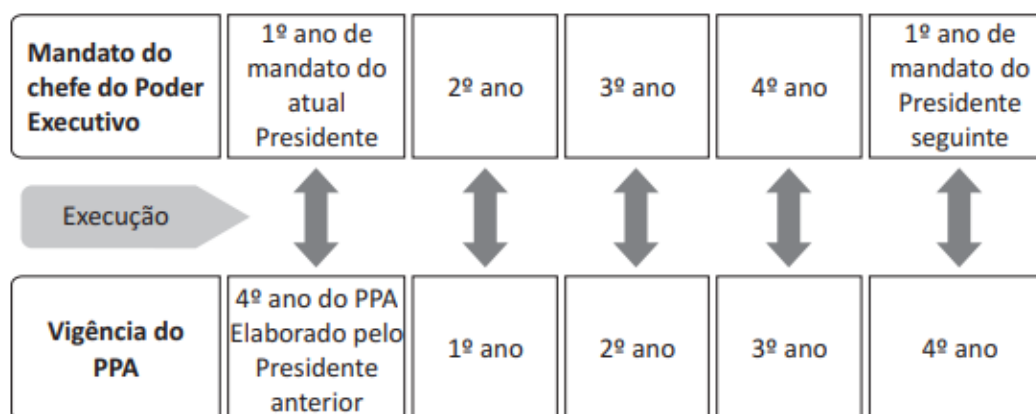 Mandato do
chefe do Poder
Executivo
1º ano de
mandato do
atual
Presidente
2º ano
3º ano
4º ano
1º ano de
mandato do
Presidente
seguinte
Execução
Vigência do
PPA
4º ano do PPA
Elaborado pelo
Presidente
anterior
1º ano
2º ano
3º ano
4º ano